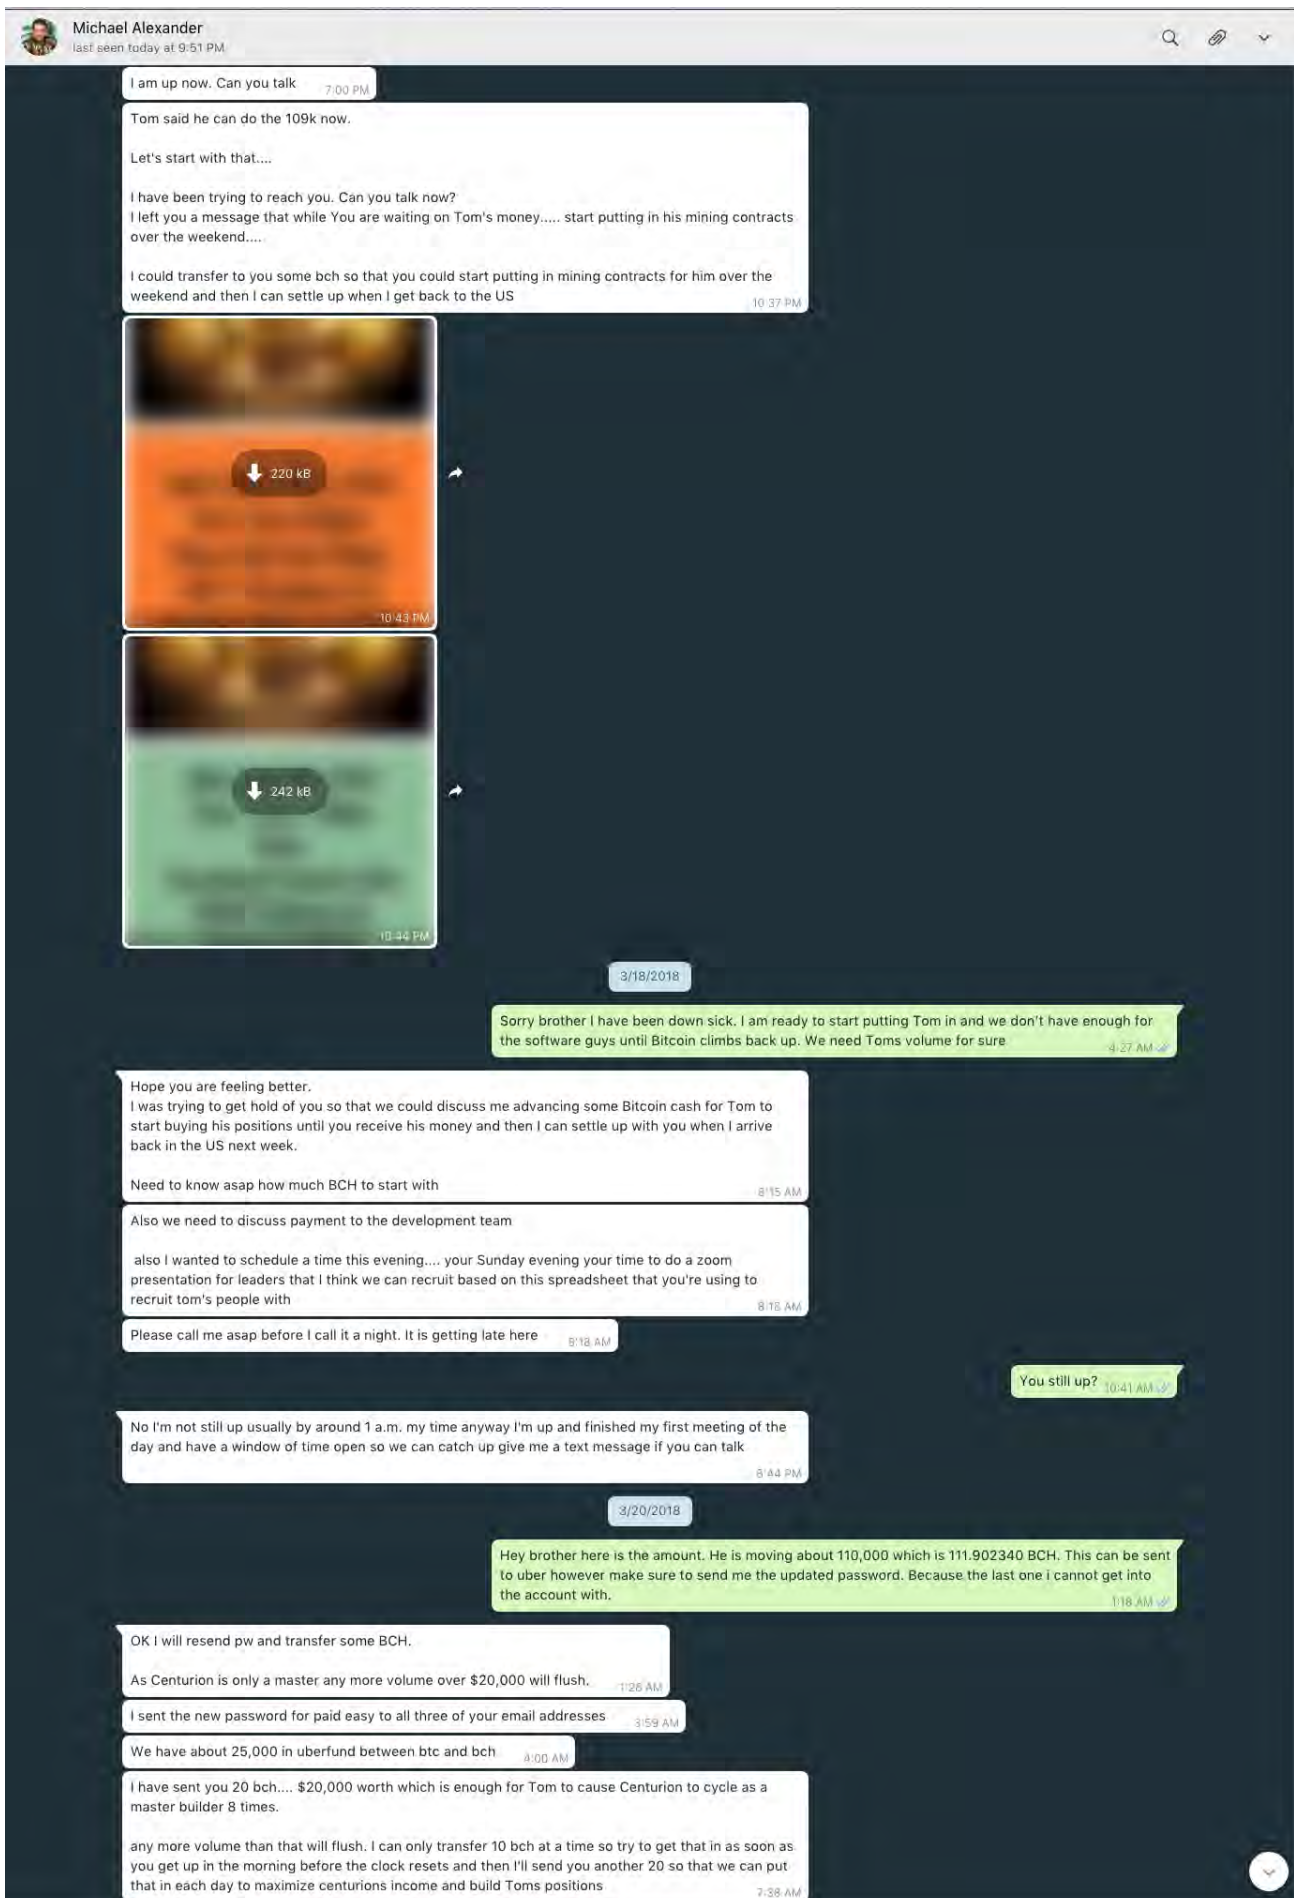 Michael Alexander
last seen today at 9:51 PM
I am up now. Can you talk
7:00 PM
Tom said he can do the 109k now.
Let's start with that....
I have been trying to reach you. Can you talk now?
I left you a message that while You are waiting on Tom's money..... start putting in his mining contracts
over the weekend....
I could transfer to you some bch so that you could start putting in mining contracts for him over the
weekend and then I can settle up when I get back to the US
10:37 PM
220 kB
10:43 PM
242 kB
10:44 PM
3/18/2018
Sorry brother I have been down sick. I am ready to start putting Tom in and we don't have enough for
the software guys until Bitcoin climbs back up. We need Toms volume for sure
4:27 AM
Hope you are feeling better.
I was trying to get hold of you so that we could discuss me advancing some Bitcoin cash for Tom to
start buying his positions until you receive his money and then I can settle up with you when I arrive
back in the US next week.
Need to know asap how much BCH to start with
8:15 AM
Also we need to discuss payment to the development team
also I wanted to schedule a time this evening.... your Sunday evening your time to do a zoom
presentation for leaders that I think we can recruit based on this spreadsheet that you're using to
recruit tom's people with
8:18 AM
Please call me asap before I call it a night. It is getting late here
8:18 AM
You still up?
10:41 AM
No I'm not still up usually by around 1 a.m. my time anyway I'm up and finished my first meeting of the
day and have a window of time open so we can catch up give me a text message if you can talk
6:44 PM
3/20/2018
Hey brother here is the amount. He is moving about 110,000 which is 111.902340 BCH. This can be sent
to uber however make sure to send me the updated password. Because the last one i cannot get into
the account with.
1:18 AM
OK I will resend pw and transfer some BCH.
As Centurion is only a master any more volume over $20,000 will flush.
1:26 AM
I sent the new password for paid easy to all three of your email addresses
3:59 AM
We have about 25,000 in uberfund between btc and bch
4:00 AM
I have sent you 20 bch.... $20,000 worth which is enough for Tom to cause Centurion to cycle as a
master builder 8 times.
any more volume than that will flush. I can only transfer 10 bch at a time so try to get that in as soon as
you get up in the morning before the clock resets and then I'll send you another 20 so that we can put
that in each day to maximize centurions income and build Toms positions
7:38 AM